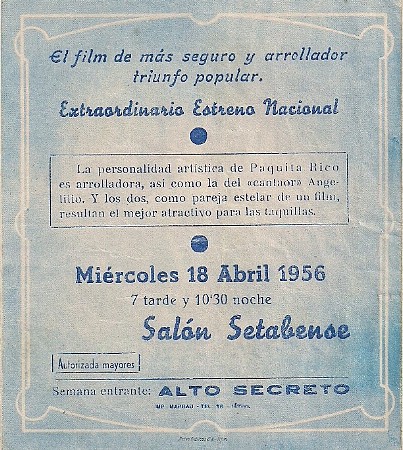 El film de más seguro y arrollador
triunfo popular.
Extraordinario Estreno Nacional
La personalidad artística de Paquita Rico
es arrolladora, así como la del «cantaor» Ange-
lillo. Y los dos, como pareja estelar de un film,
resultan el mejor atractivo para las taquillas.
Miércoles 18 Abril 1956
7 tarde y 10'30 noche
Salón Setabense
Autorizada mayores
Semana entrante: ALTO SECRETO